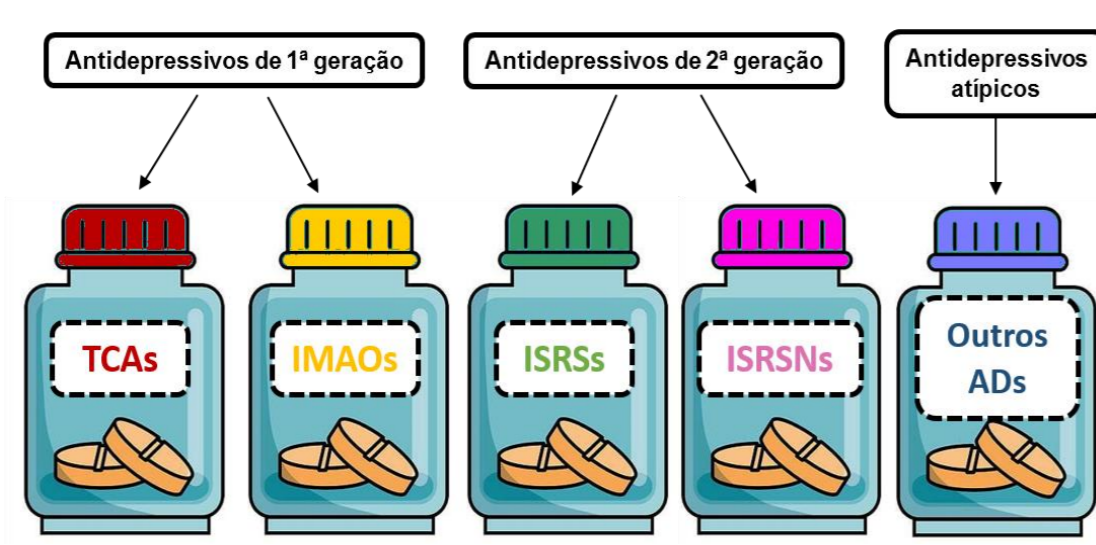 Antidepressivos de 1ª geração
Antidepressivos de 2ª geração
Antidepressivos
atípicos
TCAs
IMAOs
ISRSs
ISRSNs
Outros
ADs